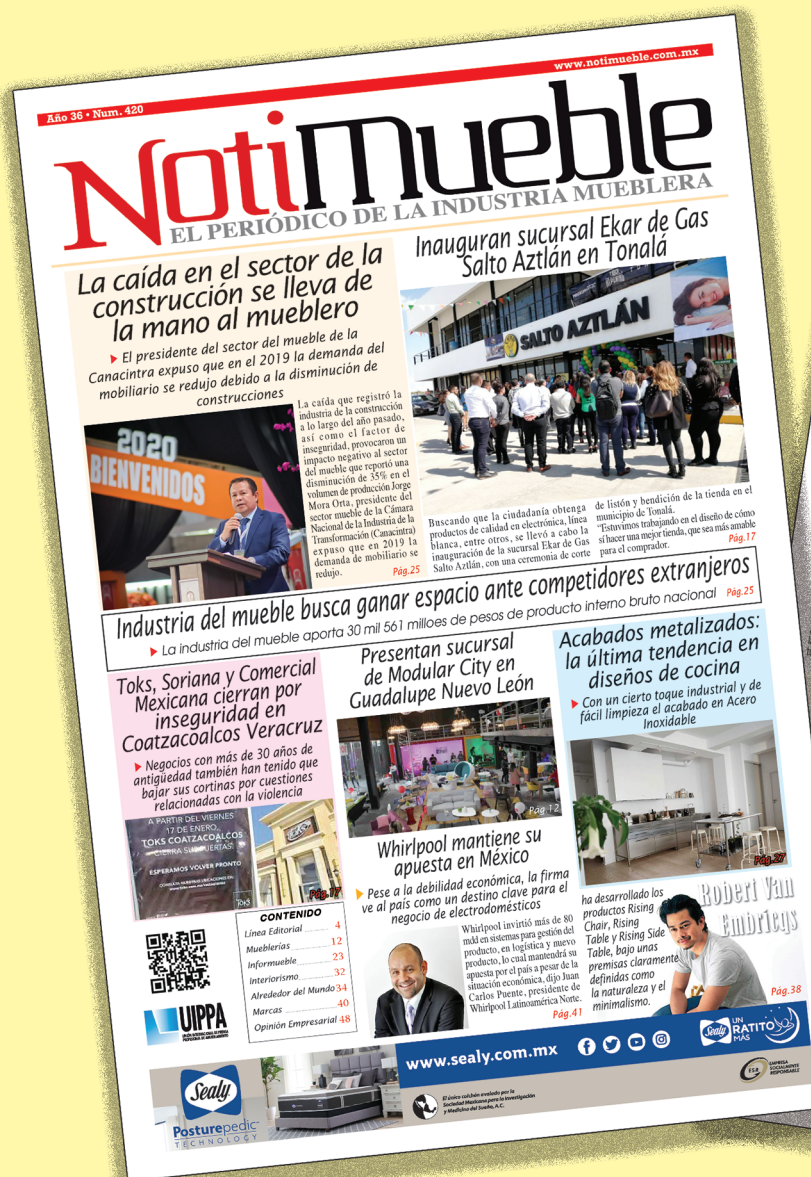 www.notimueble.com.mx
Año 36 • Num. 420
NotiMueble
EL PERIÓDICO DE LA INDUSTRIA MUEBLERA
La caída en el sector de la
construcción se lleva de
la mano al mueblero
El presidente del sector del mueble de la
Canacintra expuso que en el 2019 la demanda del
mobiliario se redujo debido a la disminución de
construcciones
2020
BIENVENIDOS
La caída que registró la
industria de la construcción
a lo largo del año pasado,
así como el factor de
inseguridad, provocaron un
impacto negativo al sector
del mueble que reportó una
disminución de 35% en el
volumen de producción Jorge
Mora Orta, presidente del
sector mueble de la Cámara
Nacional de la Industria de la
Transformación (Canacintra)
expuso que en 2019 la
demanda de mobiliario se
redujo.
Pág.25
Inauguran sucursal Ekar de Gas
Salto Aztlán en Tonalá
SALTO AZTLÁN
Buscando que la ciudadanía obtenga
productos de calidad en electrónica, línea
blanca, entre otros, se llevó a cabo la
inauguración de la sucursal Ekar de Gas
Salto Aztlán, con una ceremonia de corte
de listón y bendición de la tienda en el
municipio de Tonalá.
"Estuvimos trabajando en el diseño de cómo
sí hacer una mejor tienda, que sea más amable
para el comprador.
Pág.17
Industria del mueble busca ganar espacio ante competidores extranjeros
La industria del mueble aporta 30 mil 561 milloes de pesos de producto interno bruto nacional
Pág.25
Toks, Soriana y Comercial
Mexicana cierran por
inseguridad en
Coatzacoalcos Veracruz
Negocios con más de 30 años de
antigüedad también han tenido que
bajar sus cortinas por cuestiones
relacionadas con la violencia
A PARTIR DEL VIERNES
17 DE ENERO,
TOKS COATZACOALCOS
CIERRA SUS PUERTAS.
ESPERAMOS VOLVER PRONTO
Toks
Pág.17
Presentan sucursal
de Modular City en
Guadalupe Nuevo León
Pág.12
Whirlpool mantiene su
apuesta en México
Pese a la debilidad económica, la firma
ve al país como un destino clave para el
negocio de electrodomésticos
Whirlpool invirtió más de 80
mdd en sistemas para gestión del
producto, en logística y nuevo
producto, lo cual mantendrá su
apuesta por el país a pesar de la
situación económica, dijo Juan
Carlos Puente, presidente de
Whirlpool Latinoamérica Norte.
Pág.41
Acabados metalizados:
la última tendencia en
diseños de cocina
Con un cierto toque industrial y de
fácil limpieza el acabado en Acero
Inoxidable
Pág.27
Robert Van
Embricqs
ha desarrollado los
productos Rising
Chair, Rising
Table y Rising Side
Table, bajo unas
premisas claramente
definidas como
la naturaleza y el
minimalismo.
Pág.38
CONTENIDO
Línea Editorial 4
Mueblerías 12
Informueble 23
Interiorismo 32
Alrededor del Mundo 34
Marcas 40
Opinión Empresarial 48
UIPPA
Sealy
Posturepedic
TECHNOLOGY
www.sealy.com.mx
El único colchón avalado por la
Sociedad Mexicana para la Investigación
y Medicina del Sueño, A.C.
Sealy
UN
RATITO
MÁS
ESR
EMPRESA
SOCIALMENTE
RESPONSABLE